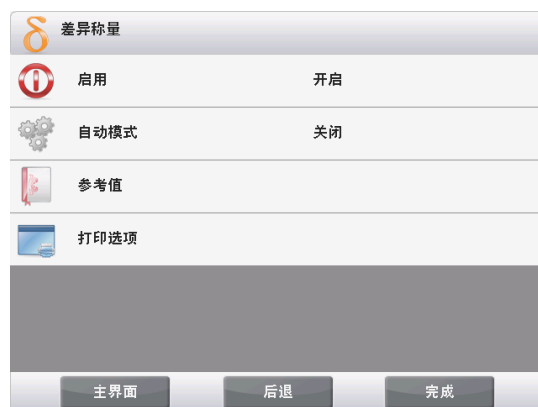 δ 差异称量
启用 开启
自动模式 关闭
参考值
打印选项
主界面 后退 完成